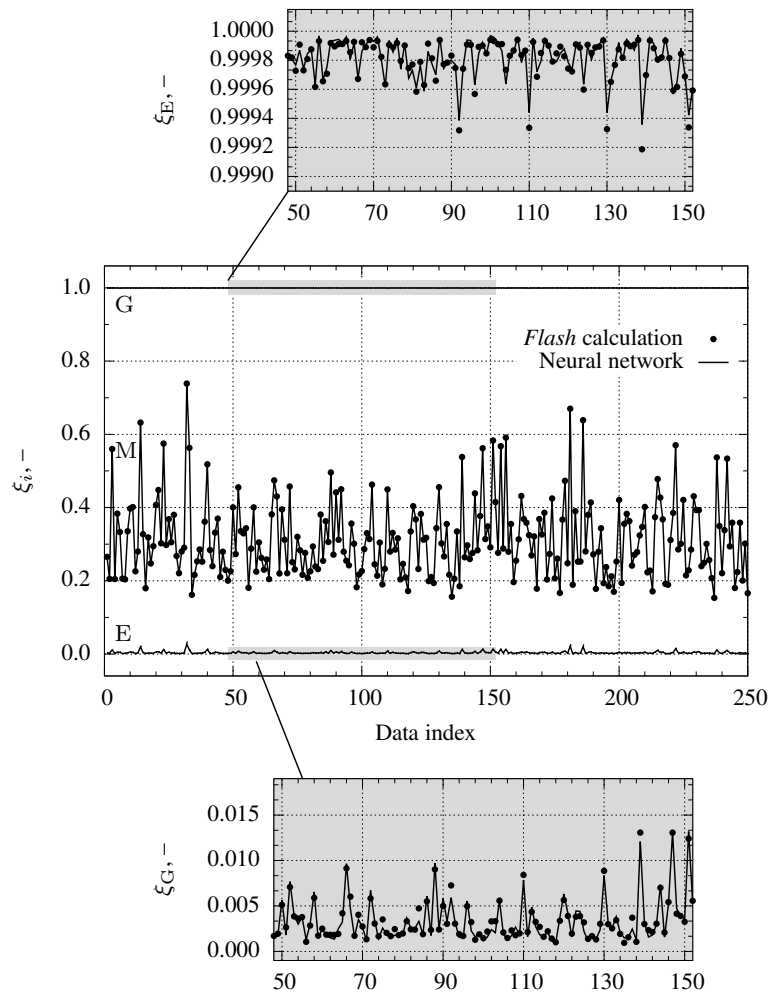 1.0000
0.9998
0.9996
0.9994
0.9992
0.9990
ξE, –
50 70 90 110 130 150
1.0
0.8
0.6
0.4
0.2
0.0
ξi, –
G
M
E
Flash calculation
Neural network
0 50 100 150 200 250
Data index
0.015
0.010
0.005
0.000
ξG, –
50 70 90 110 130 150